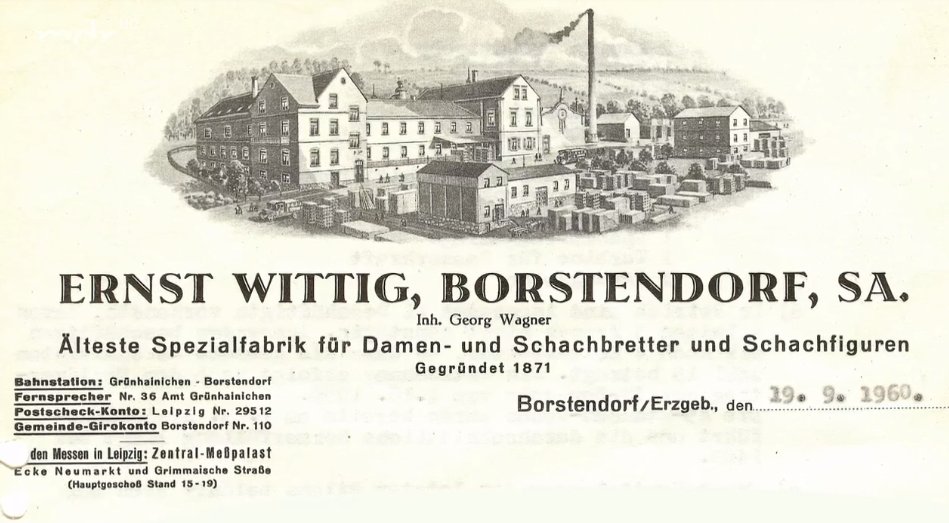 ERNST WITTIG, BORSTENDORF, SA.
Inh. Georg Wagner
Älteste Spezialfabrik für Damen- und Schachbretter und Schachfiguren
Gegründet 1871
Bahnstation: Grünhainichen - Borstendorf
Fernsprecher Nr. 36 Amt Grünhainichen
Postscheck-Konto: Leipzig Nr. 29512
Gemeinde-Girokonto Borstendorf Nr. 110
Borstendorf/Erzgeb., den 19. 9. 1960.
den Messen in Leipzig: Zentral-Meßpalast
Ecke Neumarkt und Grimmaische Straße
(Hauptgeschoß Stand 15-19)